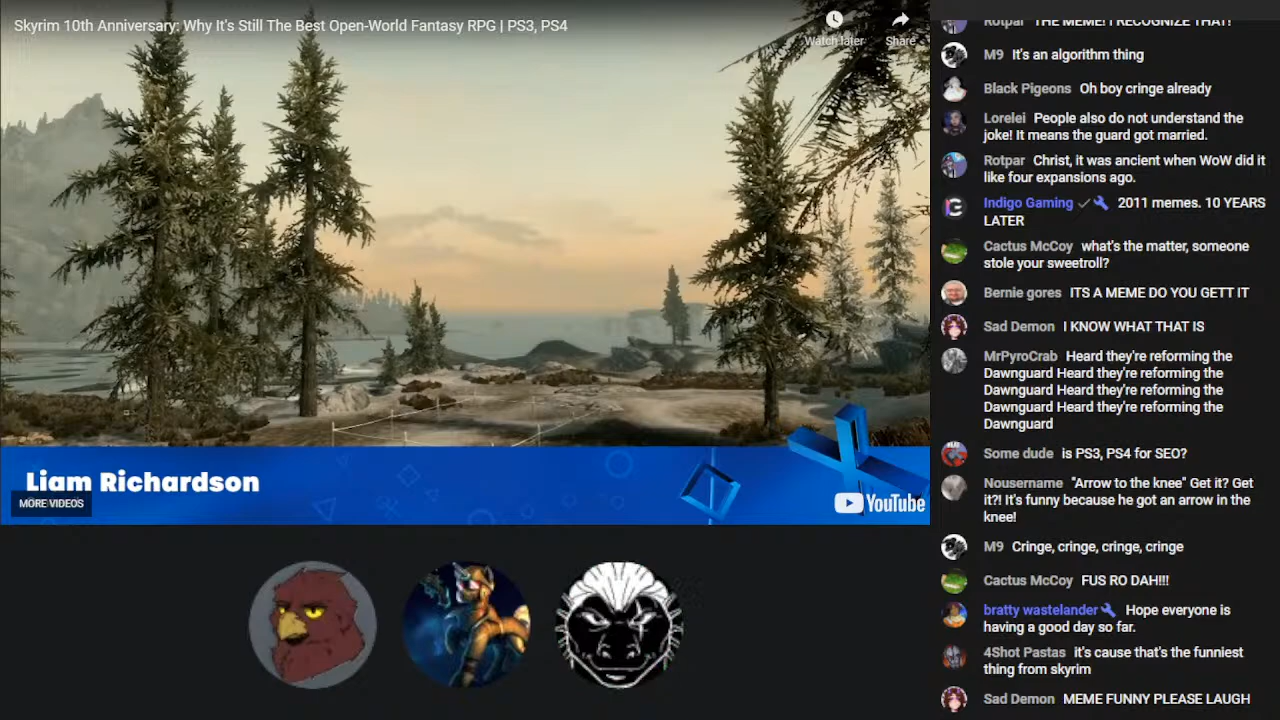 Skyrim 10th Anniversary: Why It's Still The Best Open-World Fantasy RPG | PS3, PS4
Watch later
Share
Liam Richardson
MORE VIDEOS
YouTube
Rotpar THE MEME! I RECOGNIZE THAT!
M9 It's an algorithm thing
Black Pigeons Oh boy cringe already
Lorelei People also do not understand the
joke! It means the guard got married.
Rotpar Christ, it was ancient when WoW did it
like four expansions ago.
Indigo Gaming 2011 memes. 10 YEARS
LATER
Cactus McCoy what's the matter, someone
stole your sweetroll?
Bernie gores ITS A MEME DO YOU GETT IT
Sad Demon I KNOW WHAT THAT IS
MrPyroCrab Heard they're reforming the
Dawnguard Heard they're reforming the
Dawnguard Heard they're reforming the
Dawnguard Heard they're reforming the
Dawnguard
Some dude is PS3, PS4 for SEO?
Nousername "Arrow to the knee" Get it? Get
it?! It's funny because he got an arrow in the
knee!
M9 Cringe, cringe, cringe, cringe
Cactus McCoy FUS RO DAH!!!
bratty wastelander Hope everyone is
having a good day so far.
4Shot Pastas it's cause that's the funniest
thing from skyrim
Sad Demon MEME FUNNY PLEASE LAUGH